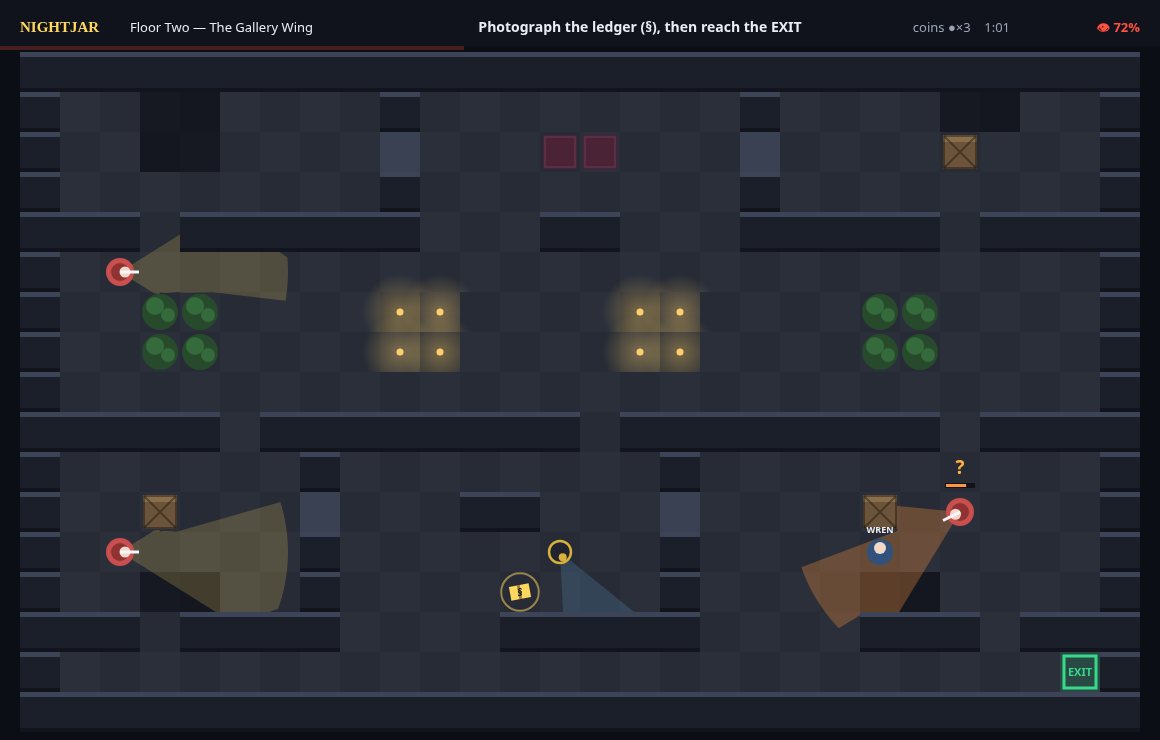 NIGHTJAR Floor Two — The Gallery Wing Photograph the ledger (§), then reach the EXIT coins ●×3 1:01 72%
?
WREN
§
EXIT